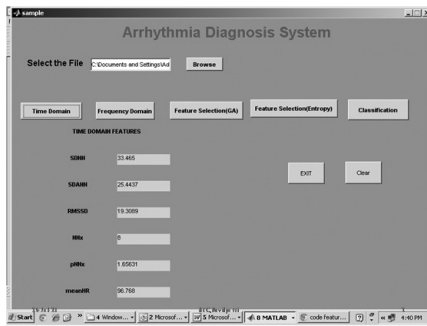 sample
Arrhythmia Diagnosis System
Select the File C:\Documents and Settings\Ad Browse
Time Domain Frequency Domain Feature Selection(GA) Feature Selection(Entropy) Classification
TIME DOMAIN FEATURES
SDNN 33.465
SDANN 25.4437
EXIT Clear
RMSSD 19.3089
NNx 8
pNNx 1.65631
meanHR 96.768
Start 4 Window... 2 Microsof... 5 Microsof... 8 MATLAB code featur... 4:40 PM